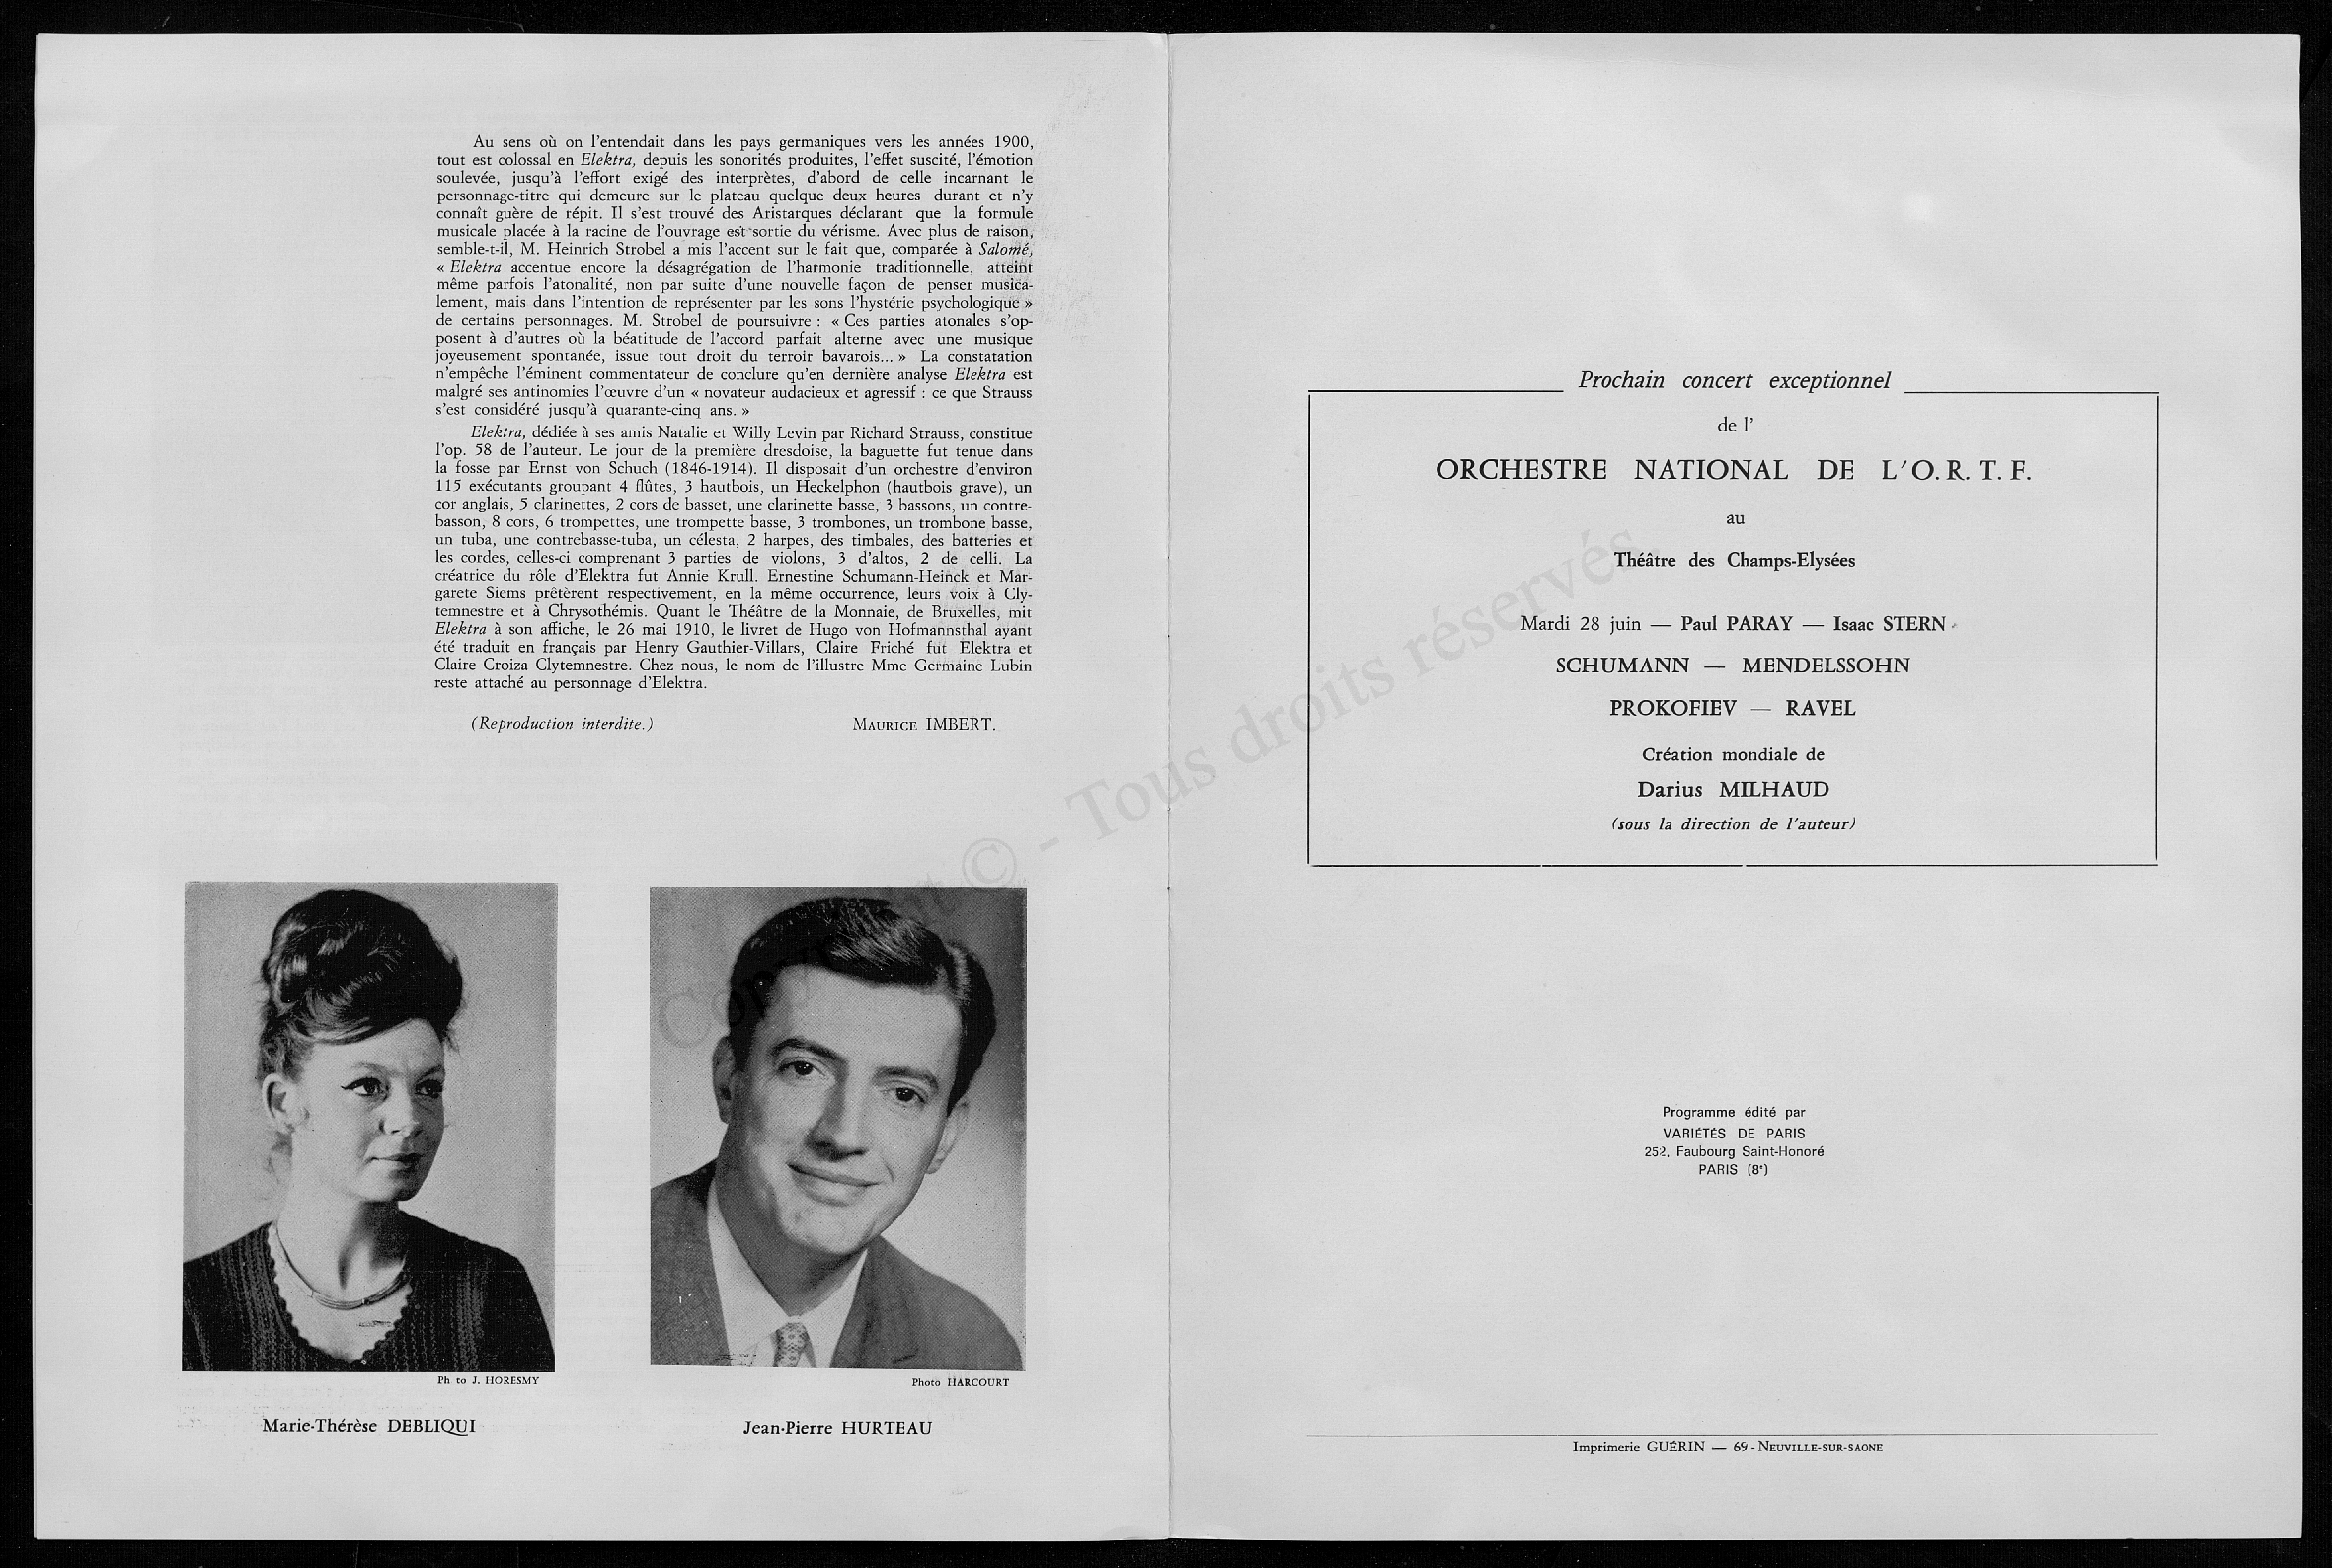 Au sens où on l'entendait dans les pays germaniques vers les années 1900,
tout est colossal en Elektra, depuis les sonorités produites, l'effet suscité, l'émotion
soulevée, jusqu'à l'effort exigé des interprètes, d'abord de celle incarnant le
personnage-titre qui demeure sur le plateau quelque deux heures durant et n'y
connaît guère de répit. Il s'est trouvé des Aristarques déclarant que la formule
musicale placée à la racine de l'ouvrage est sortie du vérisme. Avec plus de raison,
semble-t-il, M. Heinrich Strobel a mis l'accent sur le fait que, comparée à Salomé,
« Elektra accentue encore la désagrégation de l'harmonie traditionnelle, atteint
même parfois l'atonalité, non par suite d'une nouvelle façon de penser musica-
lement, mais dans l'intention de représenter par les sons l'hystérie psychologique »
de certains personnages. M. Strobel de poursuivre : « Ces parties atonales s'op-
posent à d'autres où la béatitude de l'accord parfait alterne avec une musique
joyeusement spontanée, issue tout droit du terroir bavarois... » La constatation
n'empêche l'éminent commentateur de conclure qu'en dernière analyse Elektra est
malgré ses antinomies l'œuvre d'un « novateur audacieux et agressif : ce que Strauss
s'est considéré jusqu'à quarante-cinq ans. »
Elektra, dédiée à ses amis Natalie et Willy Levin par Richard Strauss, constitue
l'op. 58 de l'auteur. Le jour de la première dresdoise, la baguette fut tenue dans
la fosse par Ernst von Schuch (1846-1914). Il disposait d'un orchestre d'environ
115 exécutants groupant 4 flûtes, 3 hautbois, un Heckelphon (hautbois grave), un
cor anglais, 5 clarinettes, 2 cors de basset, une clarinette basse, 3 bassons, un contre-
basson, 8 cors, 6 trompettes, une trompette basse, 3 trombones, un trombone basse,
un tuba, une contrebasse-tuba, un célesta, 2 harpes, des timbales, des batteries et
les cordes, celles-ci comprenant 3 parties de violons, 3 d'altos, 2 de celli. La
créatrice du rôle d'Elektra fut Annie Krull. Ernestine Schumann-Heinck et Mar-
garete Siems prêtèrent respectivement, en la même occurrence, leurs voix à Cly-
temnestre et à Chrysothémis. Quant le Théâtre de la Monnaie, de Bruxelles, mit
Elektra à son affiche, le 26 mai 1910, le livret de Hugo von Hofmannsthal ayant
été traduit en français par Henry Gauthier-Villars, Claire Friché fut Elektra et
Claire Croiza Clytemnestre. Chez nous, le nom de l'illustre Mme Germaine Lubin
reste attaché au personnage d'Elektra.
(Reproduction interdite.) MAURICE IMBERT.
Ph to J. HORESMY
Marie-Thérèse DEBLIQUI
Photo HARCOURT
Jean-Pierre HURTEAU
Prochain concert exceptionnel
de l'
ORCHESTRE NATIONAL DE L'O.R.T.F.
au
Théâtre des Champs-Elysées
Mardi 28 juin — Paul PARAY — Isaac STERN
SCHUMANN — MENDELSSOHN
PROKOFIEV — RAVEL
Création mondiale de
Darius MILHAUD
(sous la direction de l'auteur)
Programme édité par
VARIÉTÉS DE PARIS
252, Faubourg Saint-Honoré
PARIS (8e)
Imprimerie GUÉRIN — 69 - NEUVILLE-SUR-SAONE
Copyright © - Tous droits réservés.